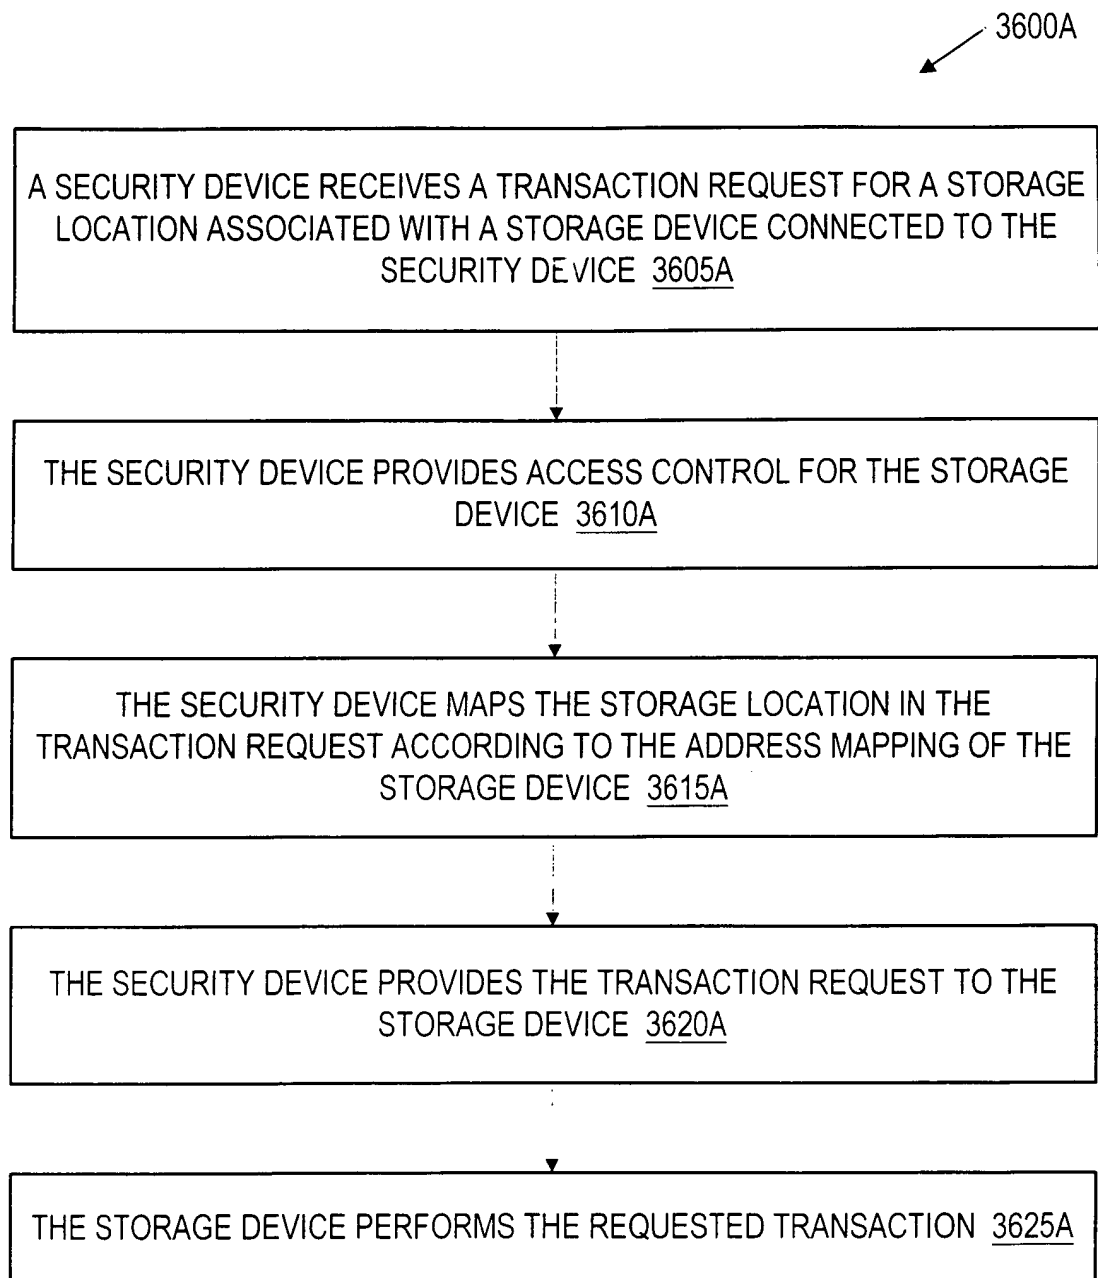 3600A
A SECURITY DEVICE RECEIVES A TRANSACTION REQUEST FOR A STORAGE
LOCATION ASSOCIATED WITH A STORAGE DEVICE CONNECTED TO THE
SECURITY DEVICE 3605A
THE SECURITY DEVICE PROVIDES ACCESS CONTROL FOR THE STORAGE
DEVICE 3610A
THE SECURITY DEVICE MAPS THE STORAGE LOCATION IN THE
TRANSACTION REQUEST ACCORDING TO THE ADDRESS MAPPING OF THE
STORAGE DEVICE 3615A
THE SECURITY DEVICE PROVIDES THE TRANSACTION REQUEST TO THE
STORAGE DEVICE 3620A
THE STORAGE DEVICE PERFORMS THE REQUESTED TRANSACTION 3625A